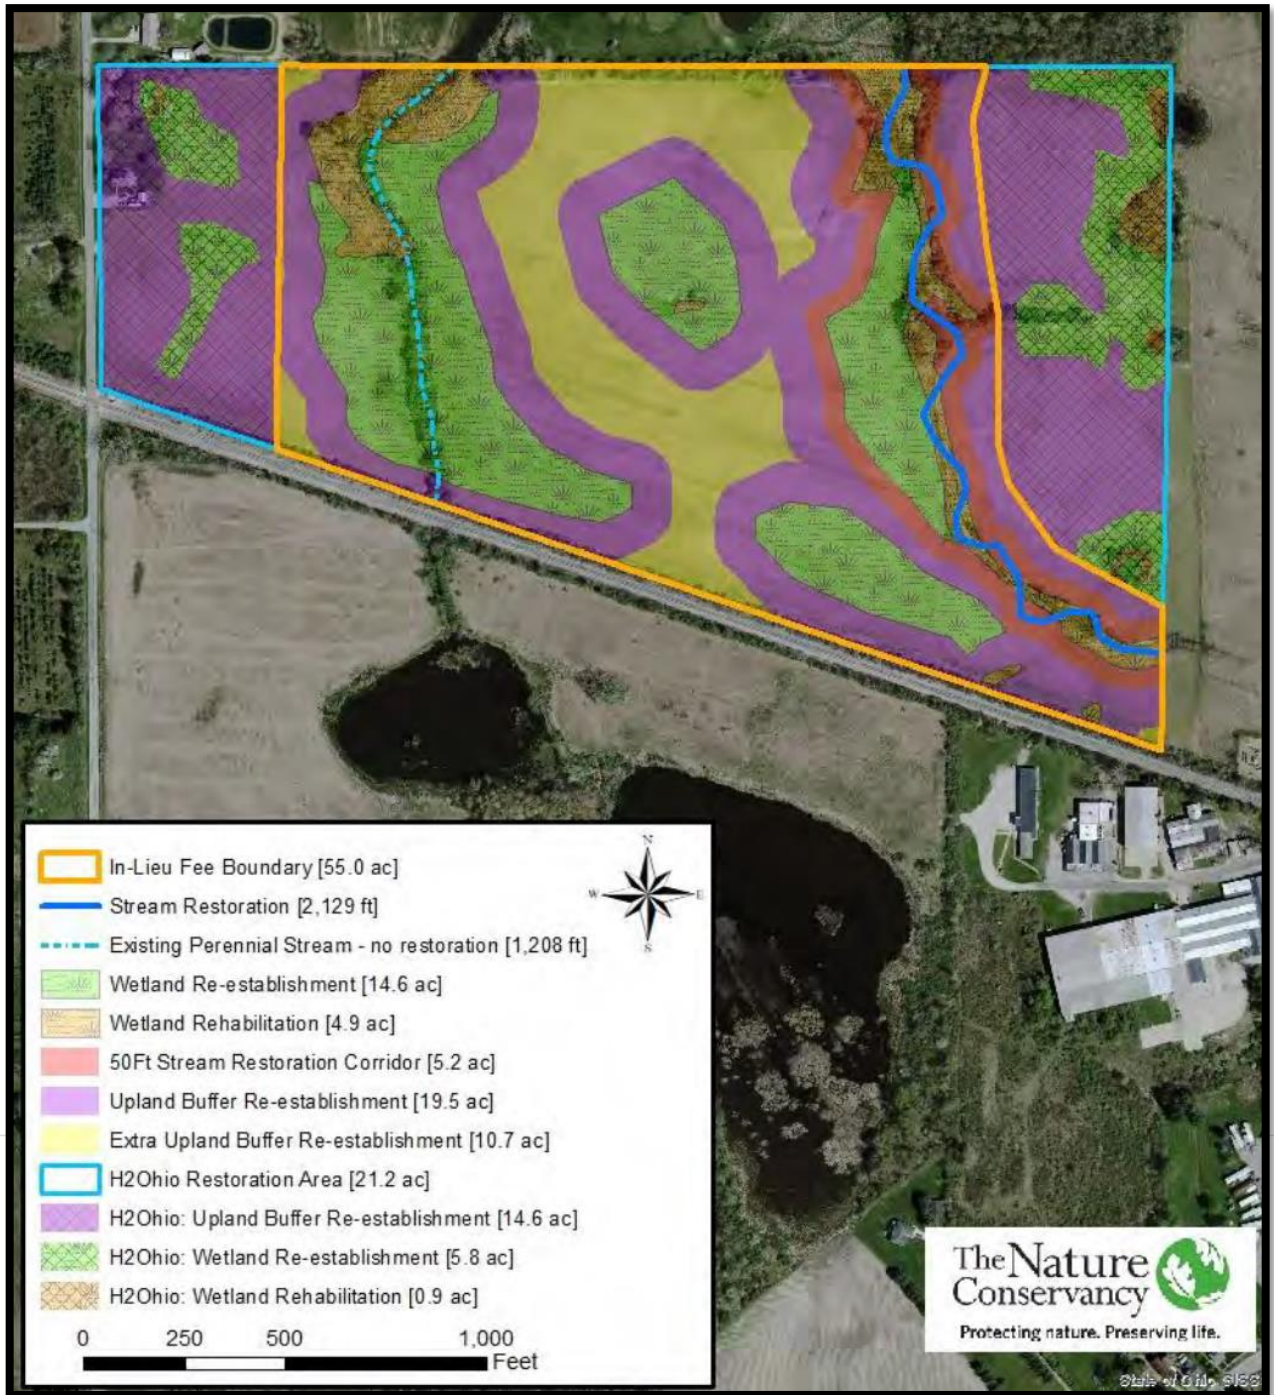 In-Lieu Fee Boundary [55.0 ac]
Stream Restoration [2,129 ft]
Existing Perennial Stream - no restoration [1,208 ft]
Wetland Re-establishment [14.6 ac]
Wetland Rehabilitation [4.9 ac]
50Ft Stream Restoration Corridor [5.2 ac]
Upland Buffer Re-establishment [19.5 ac]
Extra Upland Buffer Re-establishment [10.7 ac]
H2Ohio Restoration Area [21.2 ac]
H2Ohio: Upland Buffer Re-establishment [14.6 ac]
H2Ohio: Wetland Re-establishment [5.8 ac]
H2Ohio: Wetland Rehabilitation [0.9 ac]
N
W E
S
0 250 500 1,000
Feet
The Nature
Conservancy
Protecting nature. Preserving life.
State of Ohio GISS